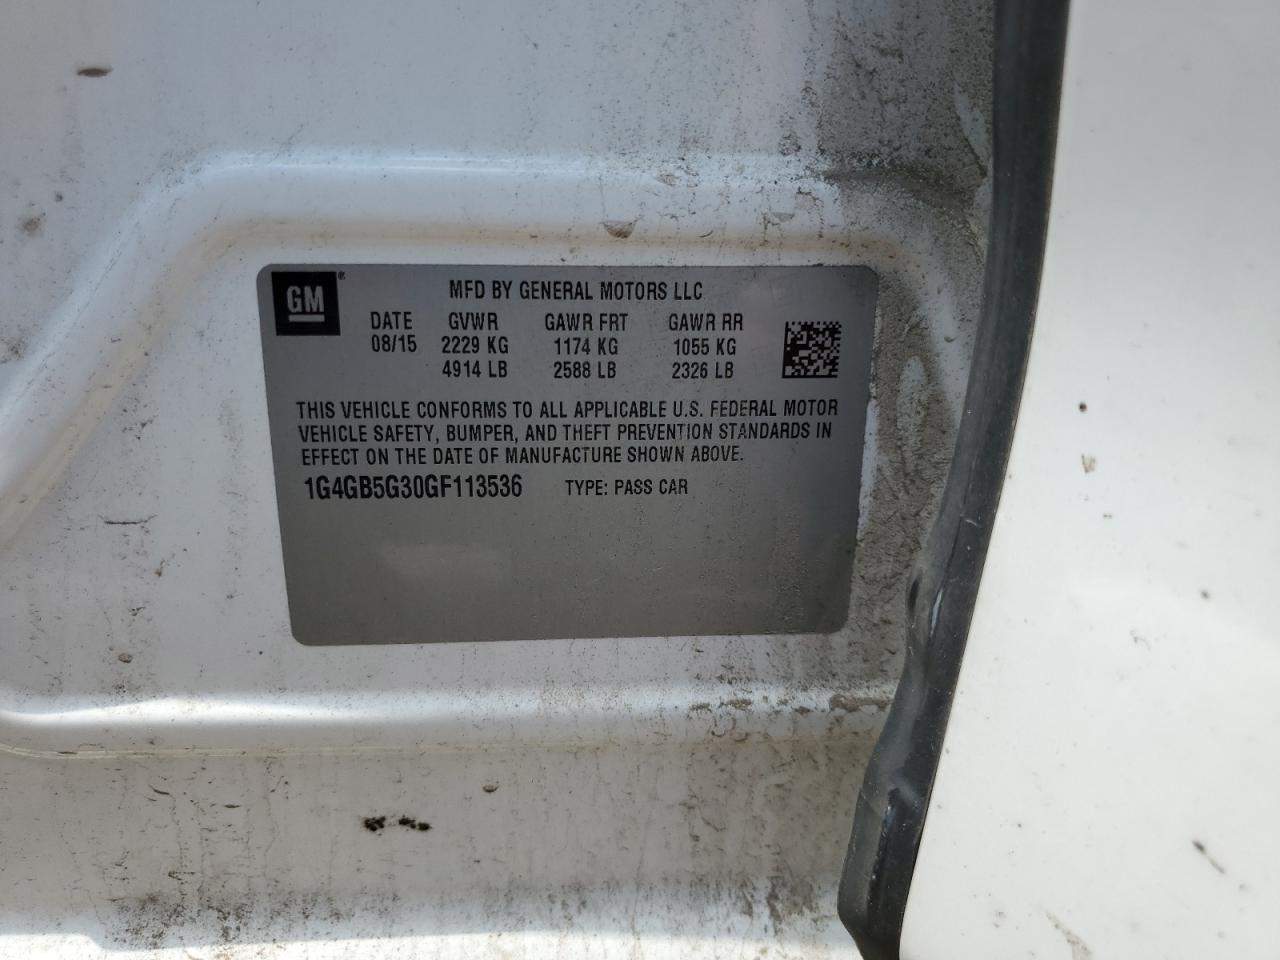 GM®
MFD BY GENERAL MOTORS LLC
DATE GVWR GAWR FRT GAWR RR
08/15 2229 KG 1174 KG 1055 KG
4914 LB 2588 LB 2326 LB
THIS VEHICLE CONFORMS TO ALL APPLICABLE U.S. FEDERAL MOTOR
VEHICLE SAFETY, BUMPER, AND THEFT PREVENTION STANDARDS IN
EFFECT ON THE DATE OF MANUFACTURE SHOWN ABOVE.
1G4GB5G30GF113536 TYPE: PASS CAR